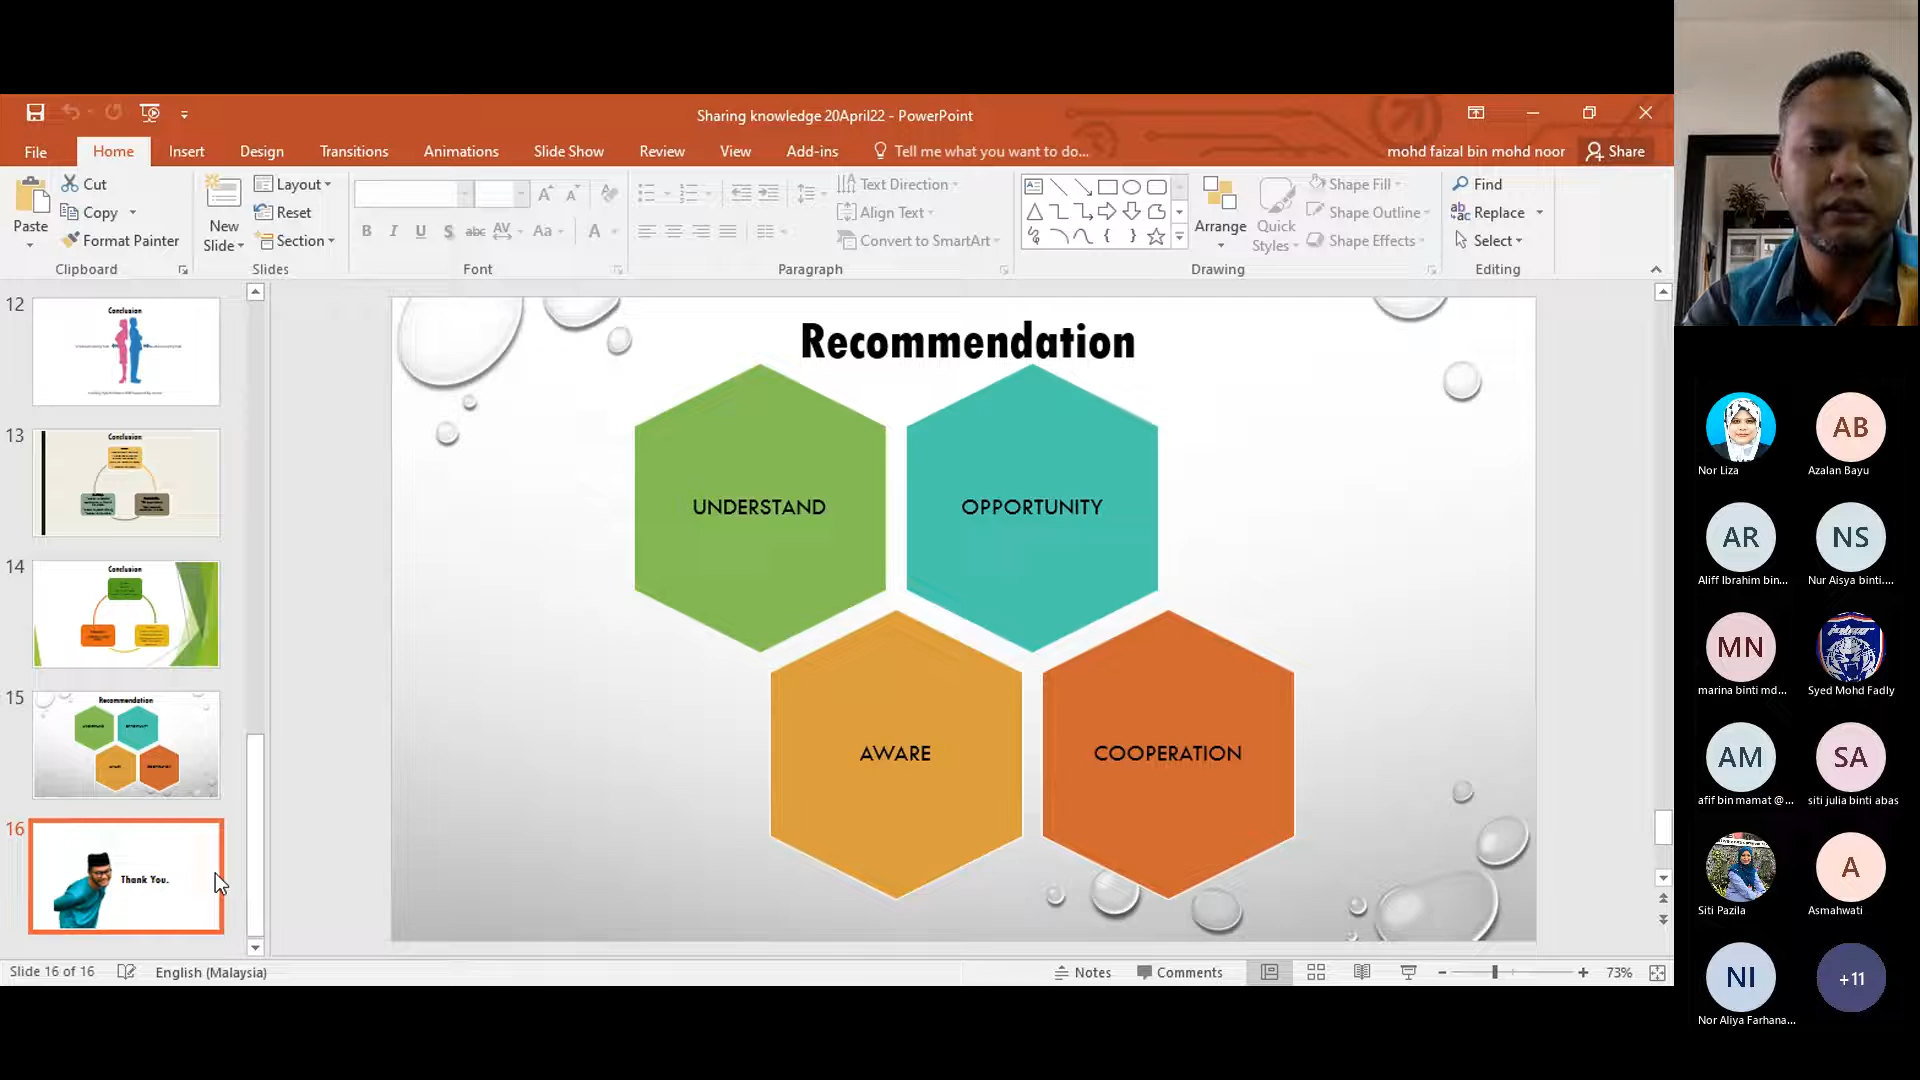 Sharing knowledge 20April22 - PowerPoint
File Home Insert Design Transitions Animations Slide Show Review View Add-ins Tell me what you want to do... mohd faizal bin mohd noor Share
Paste
Cut
Copy
Format Painter
Clipboard
New
Slide
Layout
Reset
Section
Slides
B I U S abc AV Aa A
Font
Text Direction
Align Text
Convert to SmartArt
Paragraph
Arrange
Quick
Styles
Shape Fill
Shape Outline
Shape Effects
Drawing
Find
Replace
Select
Editing
12
Conclusion
13
Conclusion
14
Conclusion
15
Recommendation
16
Thank You.
Recommendation
UNDERSTAND
OPPORTUNITY
AWARE
COOPERATION
Slide 16 of 16 English (Malaysia) Notes Comments 73%
Nor Liza
AB
Azalan Bayu
AR
Aliff Ibrahim bin...
NS
Nur Aisya binti....
MN
marina binti md...
Syed Mohd Fadly
AM
afif bin mamat @...
SA
siti julia binti abas
Siti Pazila
A
Asmahwati
NI
Nor Aliya Farhana...
+11